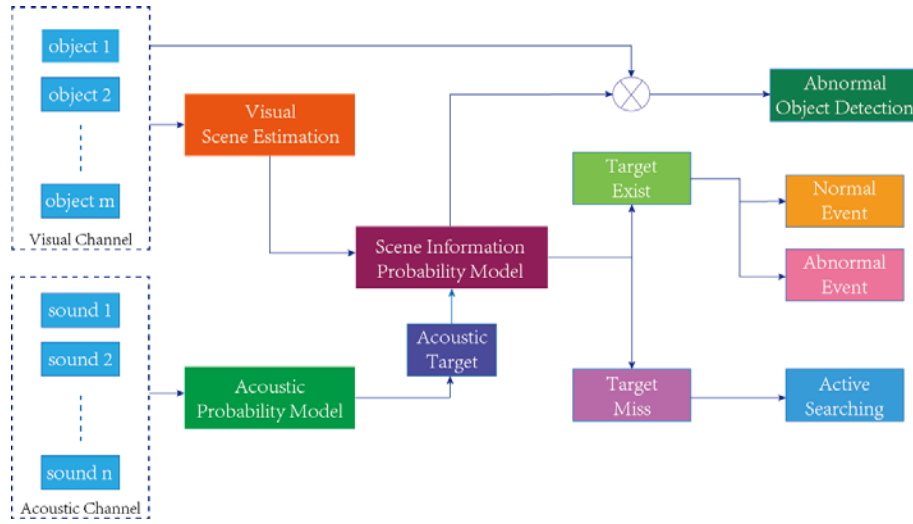 object 1
object 2
object m
Visual Channel
Visual
Scene Estimation
Abnormal
Object Detection
Target
Exist
Normal
Event
Scene Information
Probability Model
Abnormal
Event
sound 1
sound 2
sound n
Acoustic Channel
Acoustic
Target
Acoustic
Probability Model
Target
Miss
Active
Searching